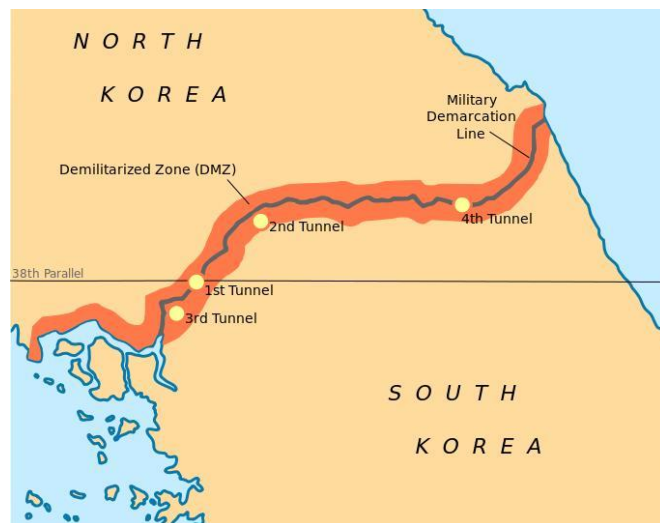 N O R T H
K O R E A
Military
Demarcation
Line
Demilitarized Zone (DMZ)
4th Tunnel
2nd Tunnel
38th Parallel
1st Tunnel
3rd Tunnel
S O U T H
K O R E A